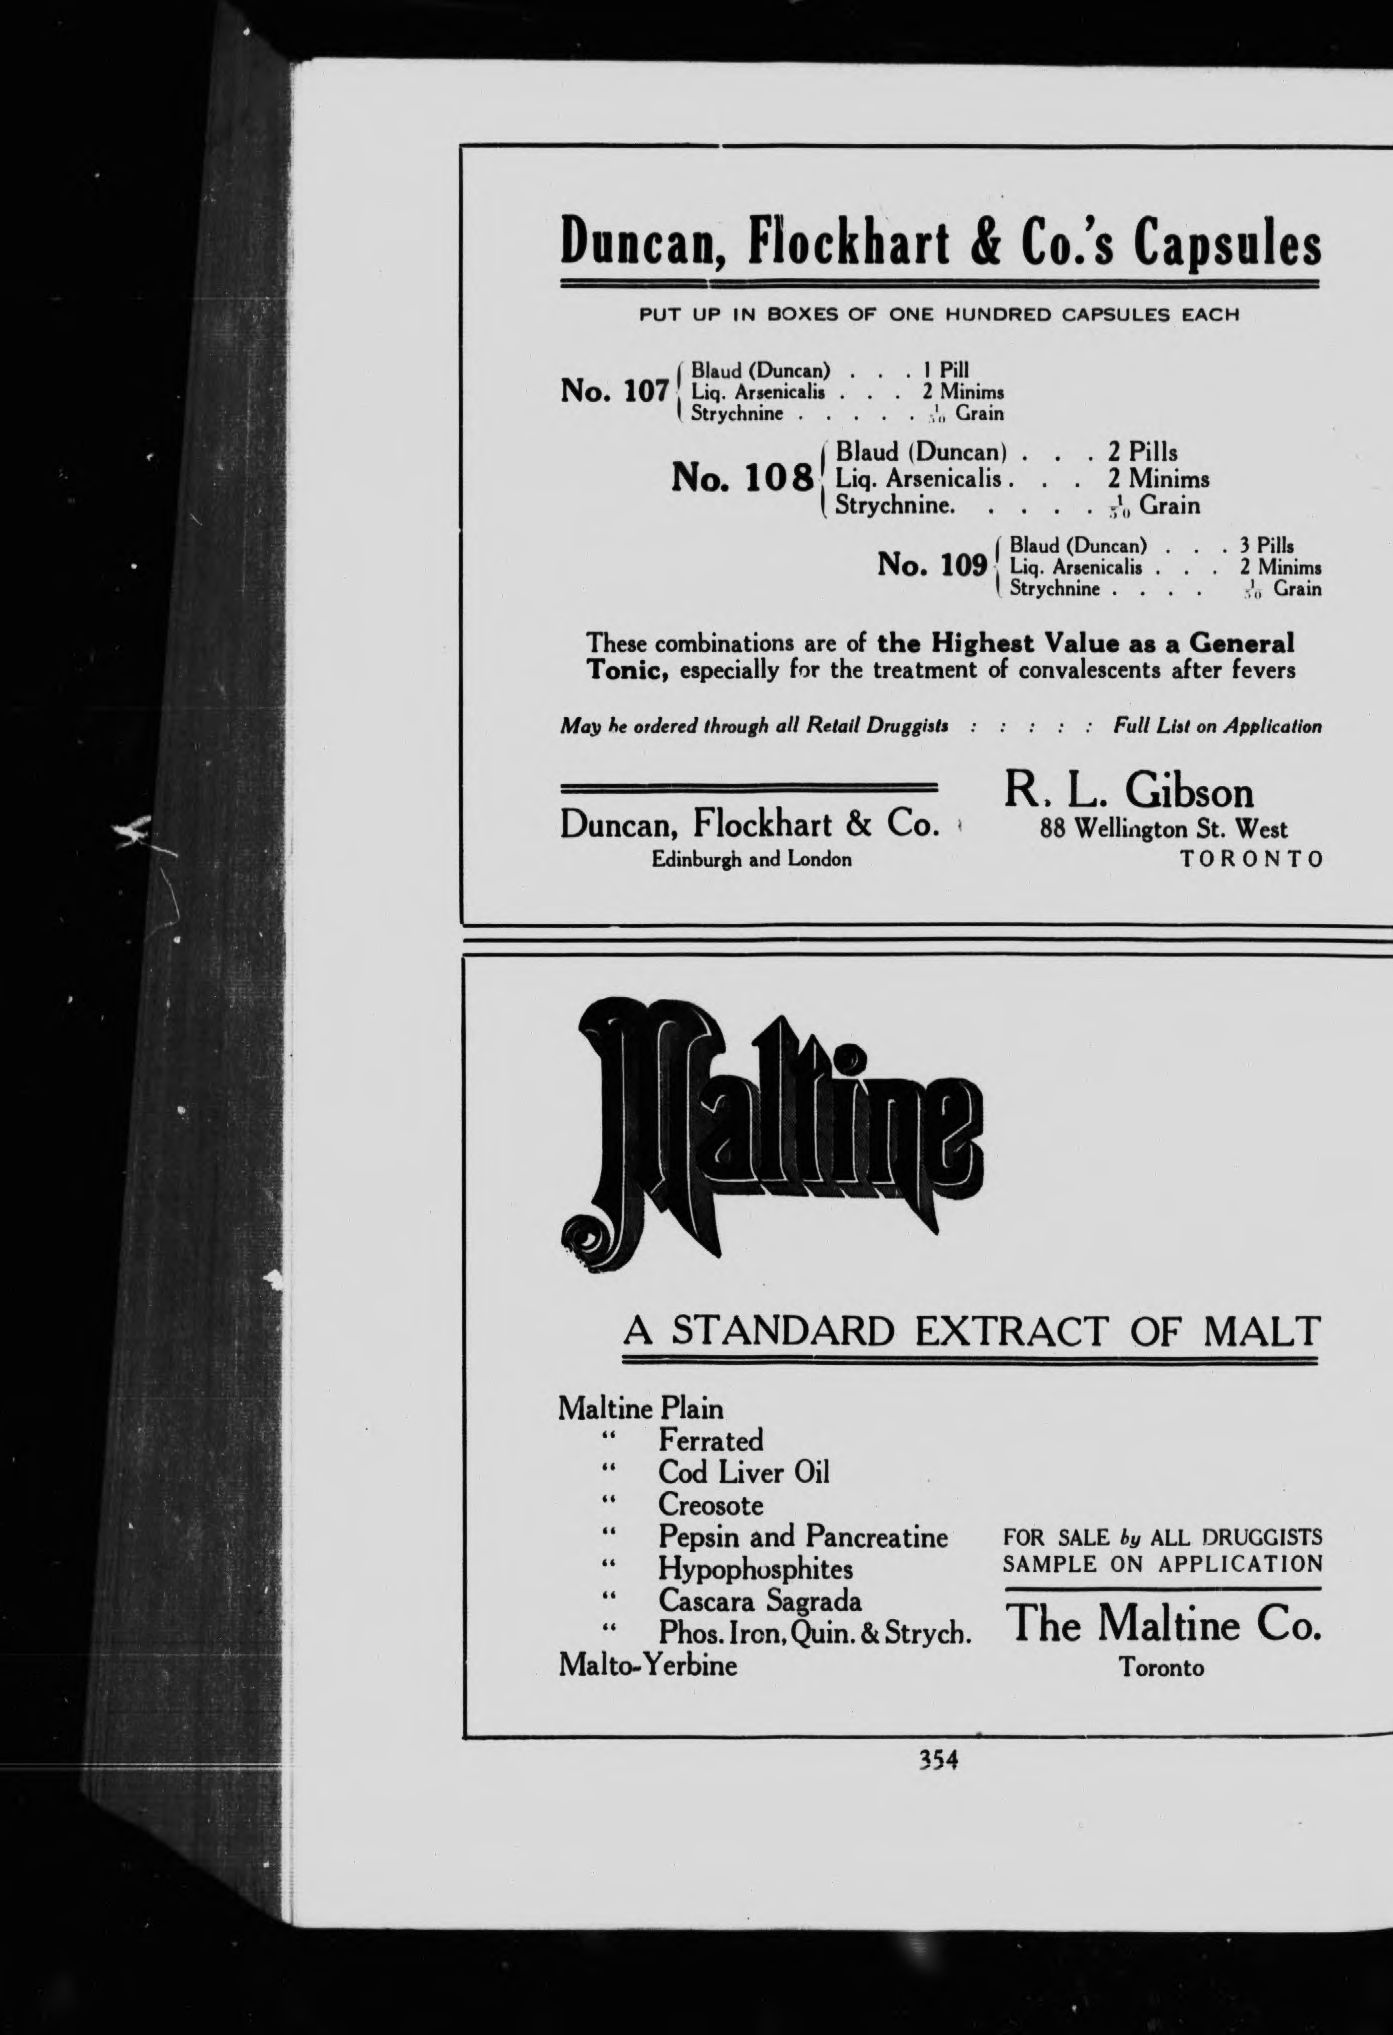 Duncan, Flockhart & Co.'s Capsules
PUT UP IN BOXES OF ONE HUNDRED CAPSULES EACH
No. 107
Blaud (Duncan) . . . 1 Pill
Liq. Arsenicalis . . . 2 Minims
Strychnine . . . . . 1/50 Grain
No. 108
Blaud (Duncan) . . . 2 Pills
Liq. Arsenicalis . . . 2 Minims
Strychnine. . . . . 1/50 Grain
No. 109
Blaud (Duncan) . . . 3 Pills
Liq. Arsenicalis . . . 2 Minims
Strychnine . . . . 1/50 Grain
These combinations are of the Highest Value as a General
Tonic, especially for the treatment of convalescents after fevers
May be ordered through all Retail Druggists : : : : : Full List on Application
Duncan, Flockhart & Co.
Edinburgh and London
R. L. Gibson
88 Wellington St. West
TORONTO
Maltine
A STANDARD EXTRACT OF MALT
Maltine Plain
“ Ferrated
“ Cod Liver Oil
“ Creosote
“ Pepsin and Pancreatine
“ Hypophosphites
“ Cascara Sagrada
“ Phos. Iron, Quin. & Strych.
Malto-Yerbine
FOR SALE by ALL DRUGGISTS
SAMPLE ON APPLICATION
The Maltine Co.
Toronto
354